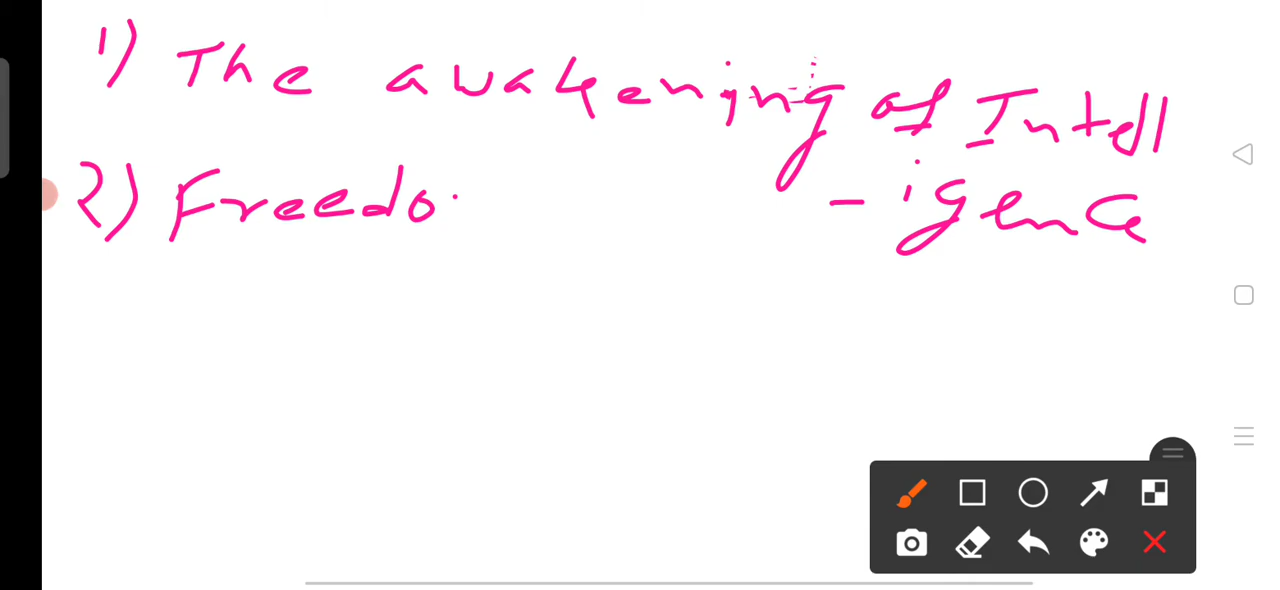 1) The awakening of Intell
- igence
2) Freedo